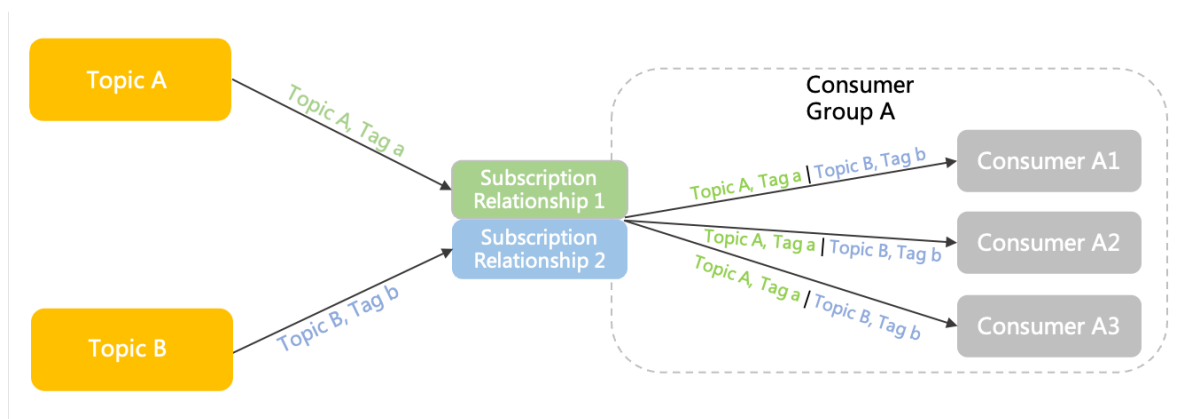 Topic A
Topic A, Tag a
Consumer
Group A
Subscription
Relationship 1
Topic A, Tag a | Topic B, Tag b
Consumer A1
Subscription
Relationship 2
Topic A, Tag a | Topic B, Tag b
Consumer A2
Topic A, Tag a | Topic B, Tag b
Consumer A3
Topic B, Tag b
Topic B